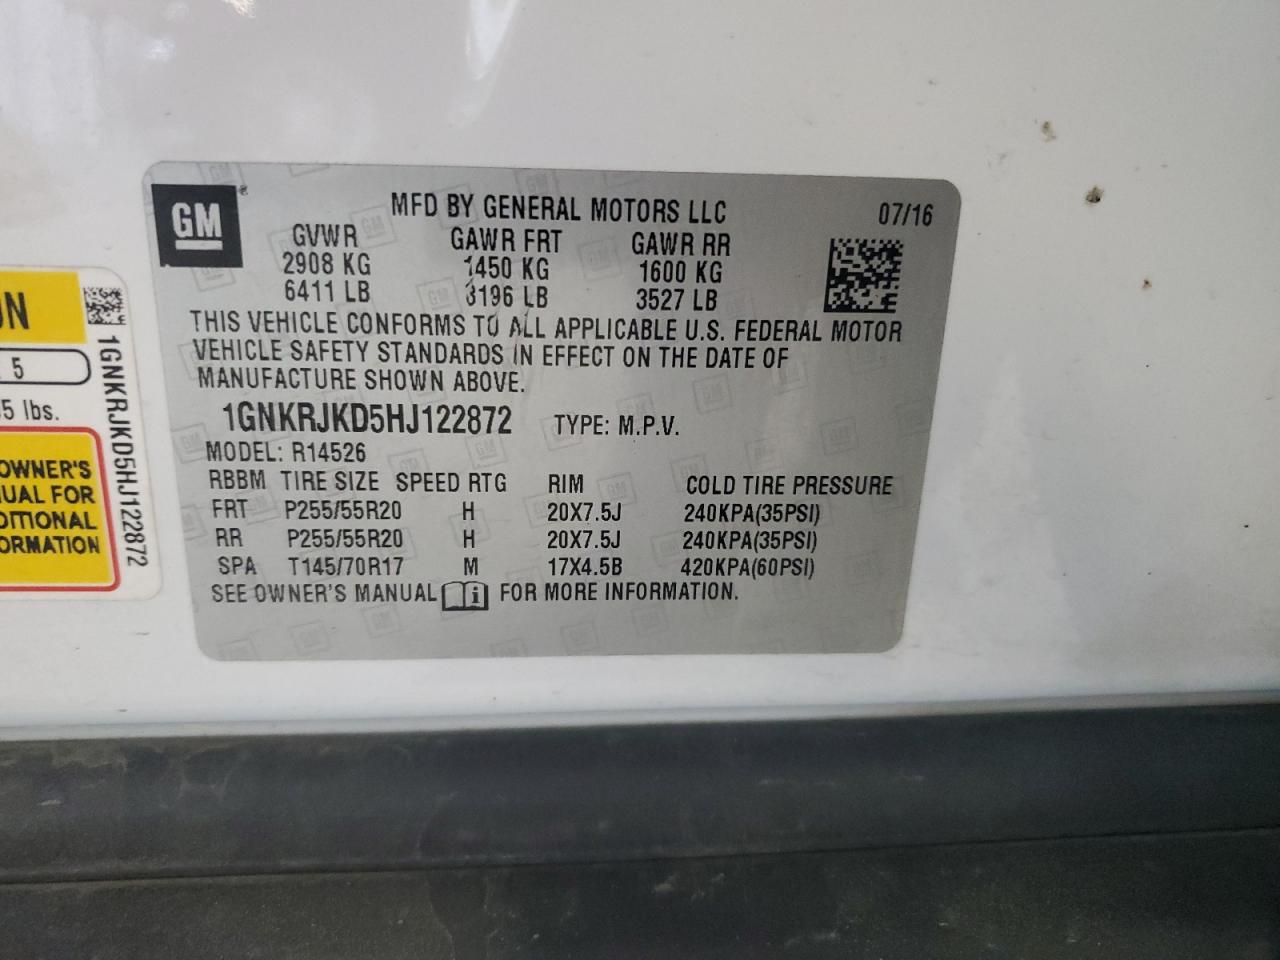 GM
MFD BY GENERAL MOTORS LLC 07/16
GVWR GAWR FRT GAWR RR
2908 KG 1450 KG 1600 KG
6411 LB 3196 LB 3527 LB
THIS VEHICLE CONFORMS TO ALL APPLICABLE U.S. FEDERAL MOTOR
VEHICLE SAFETY STANDARDS IN EFFECT ON THE DATE OF
MANUFACTURE SHOWN ABOVE.
1GNKRJKD5HJ122872 TYPE: M.P.V.
MODEL: R14526
RBBM TIRE SIZE SPEED RTG RIM COLD TIRE PRESSURE
FRT P255/55R20 H 20X7.5J 240KPA(35PSI)
RR P255/55R20 H 20X7.5J 240KPA(35PSI)
SPA T145/70R17 M 17X4.5B 420KPA(60PSI)
SEE OWNER'S MANUAL i FOR MORE INFORMATION.
5
lbs.
OWNER'S
FOR
1GNKRJKD5HJ122872